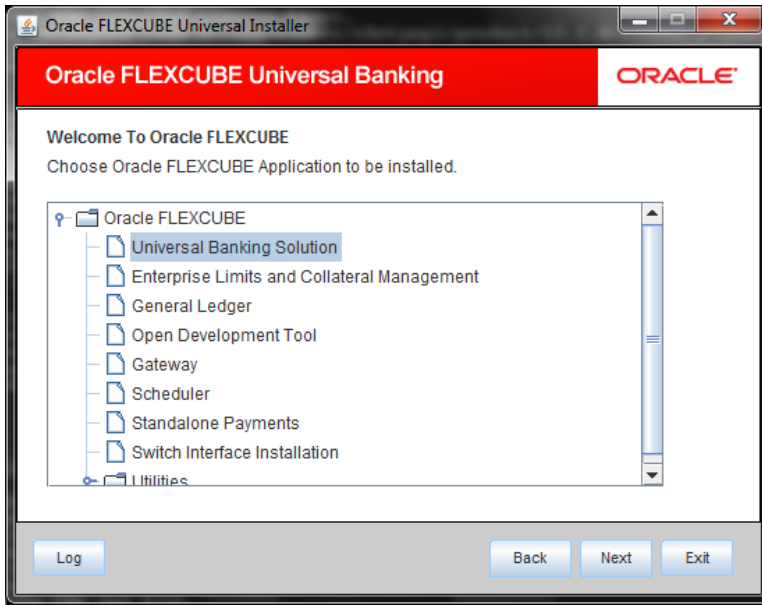 Oracle FLEXCUBE Universal Installer
Oracle FLEXCUBE Universal Banking
ORACLE
Welcome To Oracle FLEXCUBE
Choose Oracle FLEXCUBE Application to be installed.
Oracle FLEXCUBE
Universal Banking Solution
Enterprise Limits and Collateral Management
General Ledger
Open Development Tool
Gateway
Scheduler
Standalone Payments
Switch Interface Installation
Utilities
Log Back Next Exit